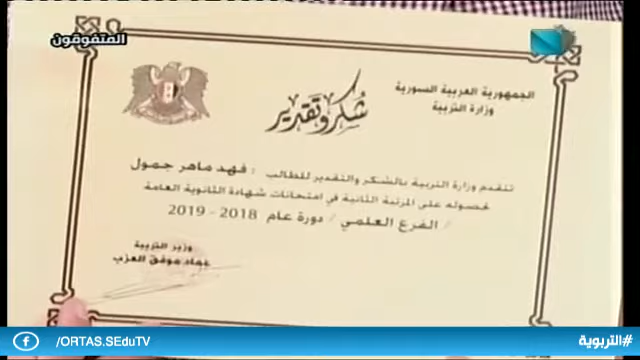 المتفوقون
الجمهورية العربية السورية
وزارة التربية
شكر وتقدير
تتقدم وزارة التربية بالشكر والتقدير للطالب : فهد ماهر جمول
لحصوله على المرتبة الثانية في امتحانات شهادة الثانوية العامة
/ الفرع العلمي / دورة عام 2018 - 2019
وزير التربية
عماد موفق العزب
/ORTAS.SEduTV
#التربوية